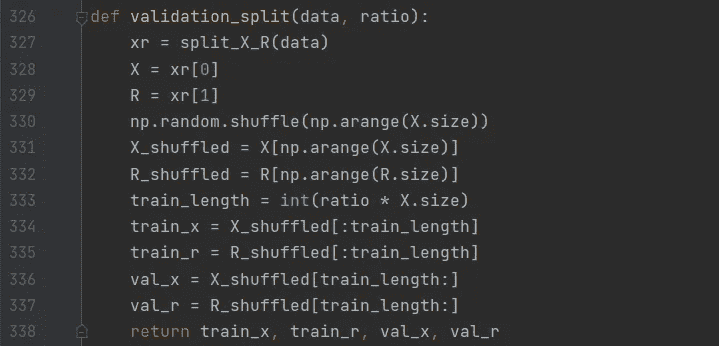 326 def validation_split(data, ratio):
327     xr = split_X_R(data)
328     X = xr[0]
329     R = xr[1]
330     np.random.shuffle(np.arange(X.size))
331     X_shuffled = X[np.arange(X.size)]
332     R_shuffled = R[np.arange(R.size)]
333     train_length = int(ratio * X.size)
334     train_x = X_shuffled[:train_length]
335     train_r = R_shuffled[:train_length]
336     val_x = X_shuffled[train_length:]
337     val_r = R_shuffled[train_length:]
338     return train_x, train_r, val_x, val_r